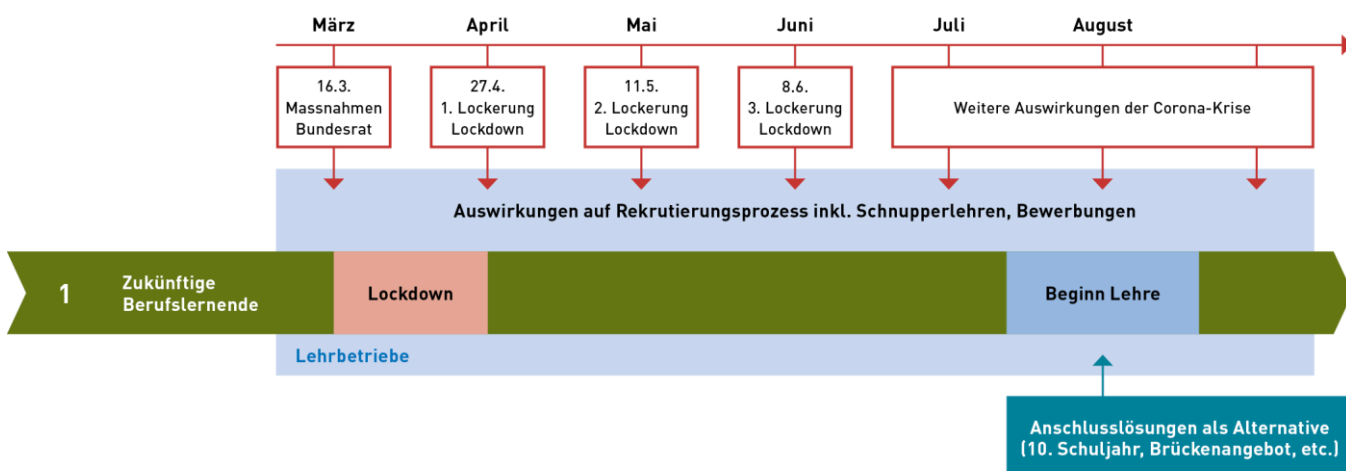 März April Mai Juni Juli August
16.3.
Massnahmen
Bundesrat
27.4.
1. Lockerung
Lockdown
11.5.
2. Lockerung
Lockdown
8.6.
3. Lockerung
Lockdown
Weitere Auswirkungen der Corona-Krise
Auswirkungen auf Rekrutierungsprozess inkl. Schnupperlehren, Bewerbungen
1
Zukünftige
Berufslernende
Lockdown
Beginn Lehre
Lehrbetriebe
Anschlusslösungen als Alternative
(10. Schuljahr, Brückenangebot, etc.)